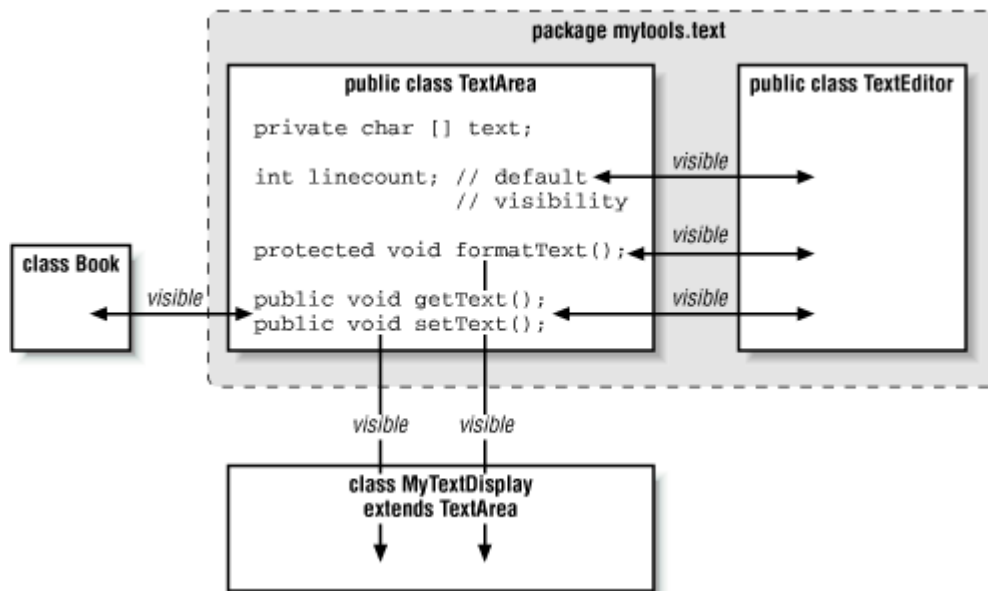 package mytools.text
public class TextArea
private char [] text;
int linecount; // default
// visibility
protected void formatText();
public void getText();
public void setText();
public class TextEditor
visible
visible
visible
class Book
visible
visible
visible
class MyTextDisplay
extends TextArea